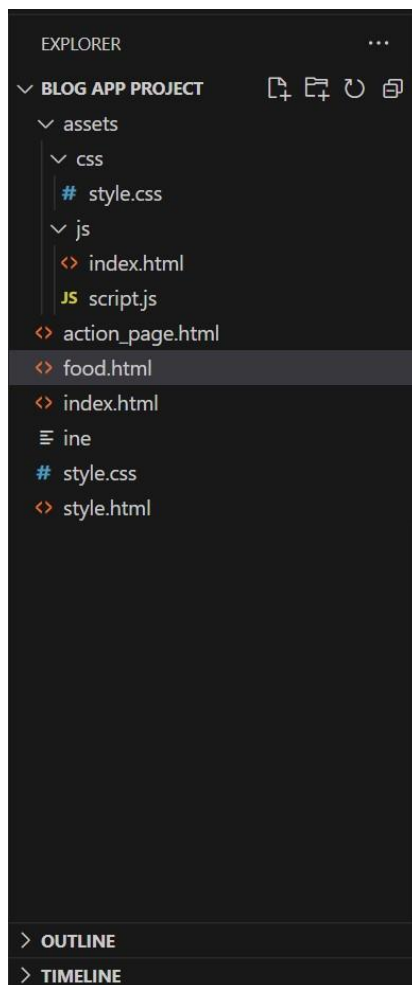 EXPLORER
BLOG APP PROJECT
assets
css
# style.css
js
<> index.html
JS script.js
<> action_page.html
<> food.html
<> index.html
ine
# style.css
<> style.html
OUTLINE
TIMELINE